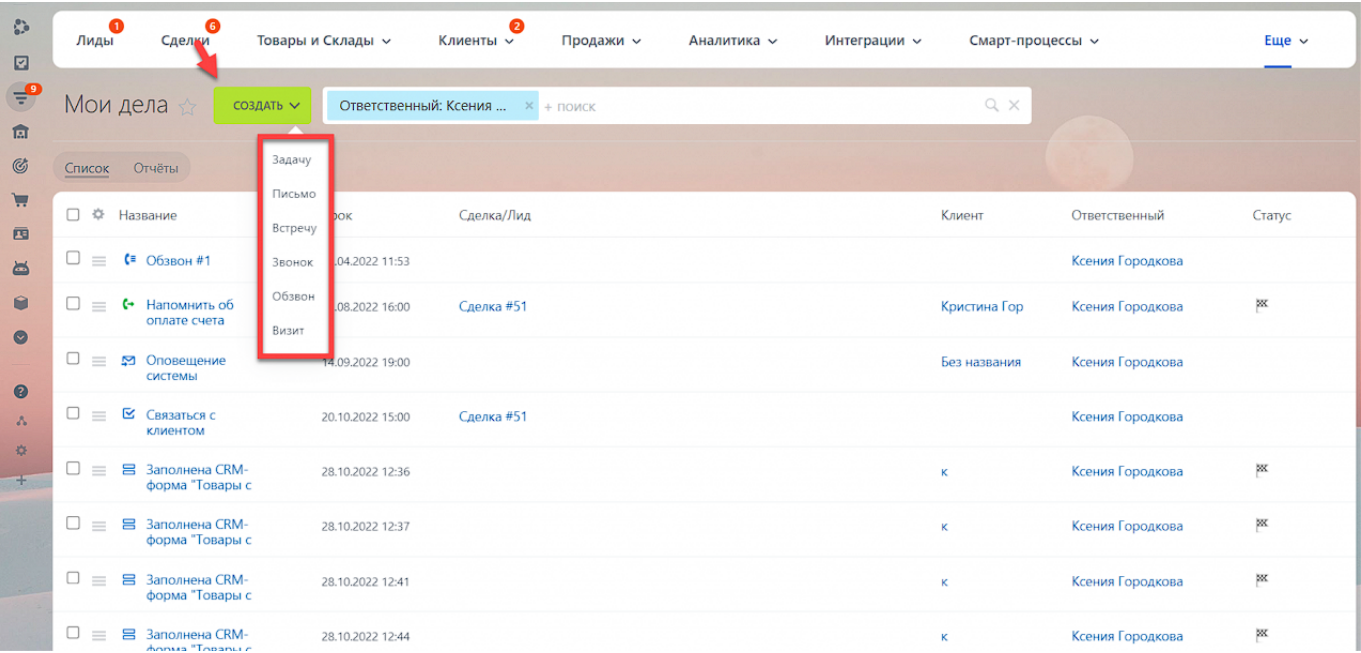 1 6 2
Лиды Сделки Товары и Склады Клиенты Продажи Аналитика Интеграции Смарт-процессы Еще
9
Мои дела СОЗДАТЬ Ответственный: Ксения ... × + поиск
Список Отчёты
Задачу
Письмо
Встречу
Звонок
Обзвон
Визит
Название Сделка/Лид Клиент Ответственный Статус
Обзвон #1 .04.2022 11:53 Ксения Городкова
Напомнить об
оплате счета .08.2022 16:00 Сделка #51 Кристина Гор Ксения Городкова
Оповещение
системы 14.09.2022 19:00 Без названия Ксения Городкова
Связаться с
клиентом 20.10.2022 15:00 Сделка #51 Ксения Городкова
Заполнена CRM-
форма "Товары с 28.10.2022 12:36 к Ксения Городкова
Заполнена CRM-
форма "Товары с 28.10.2022 12:37 к Ксения Городкова
Заполнена CRM-
форма "Товары с 28.10.2022 12:41 к Ксения Городкова
Заполнена CRM-
форма "Товары с 28.10.2022 12:44 к Ксения Городкова